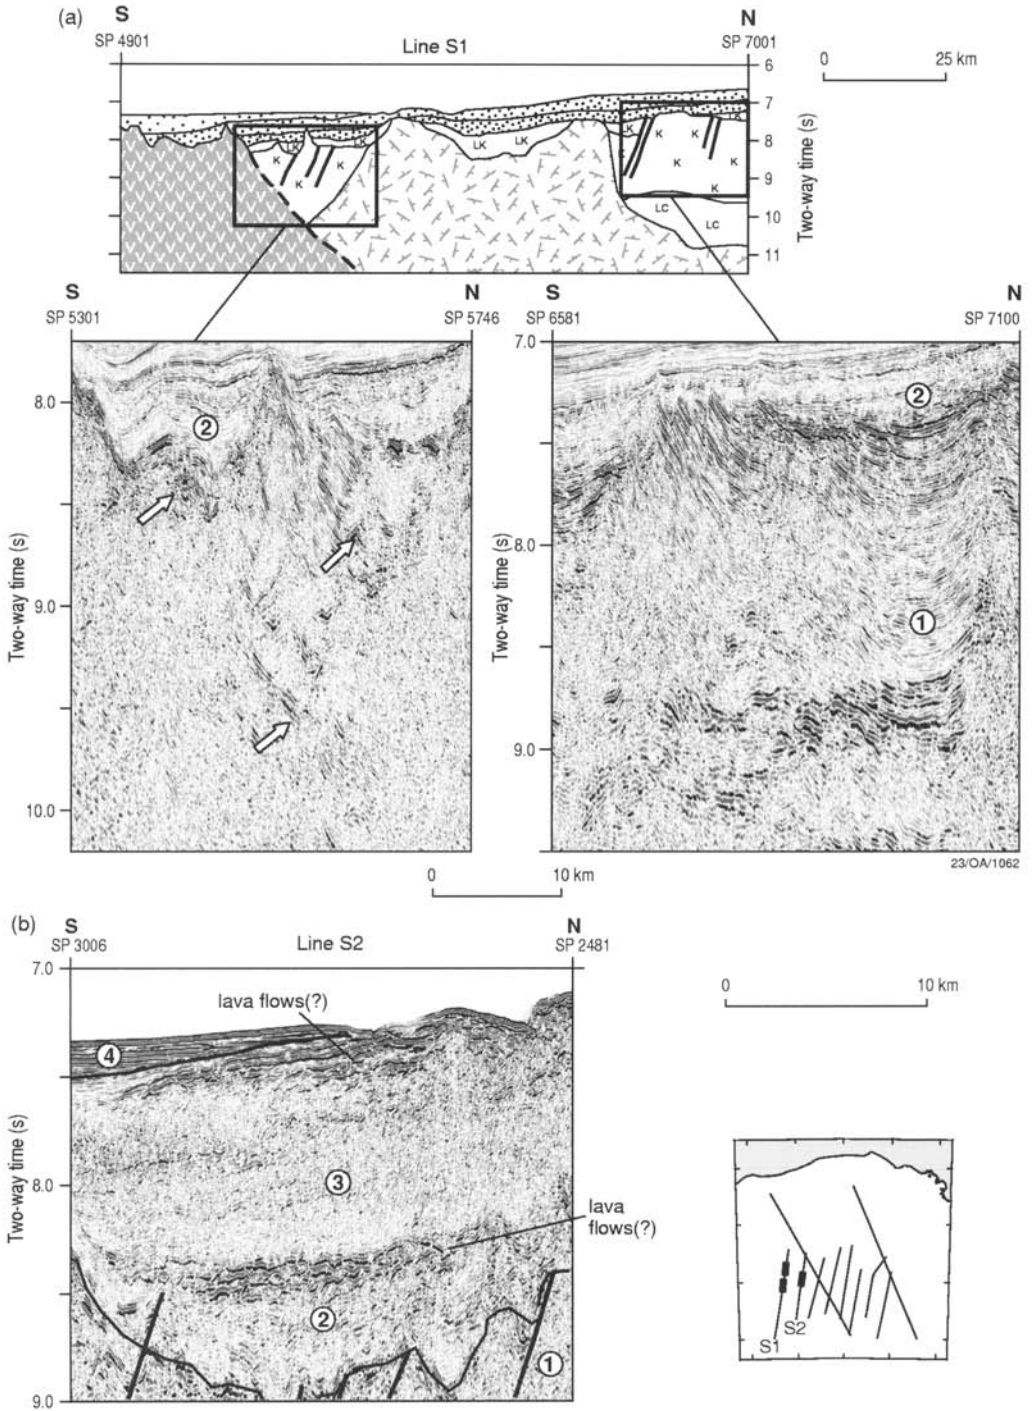 (a)
S
N
SP 4901
Line S1
SP 7001
0
25 km
6
7
8
9
10
11
Two-way time (s)
K
LK
LK
K
K
LK
LK
K
K
K
K
K
K
LC
LC
S
N
SP 5301
SP 5746
S
N
SP 6581
SP 7100
8.0
9.0
10.0
Two-way time (s)
2
7.0
8.0
9.0
Two-way time (s)
2
1
23/OA/1062
0
10 km
(b)
S
N
SP 3006
Line S2
SP 2481
7.0
8.0
9.0
Two-way time (s)
lava flows(?)
4
3
lava
flows(?)
2
1
0
10 km
S1
S2